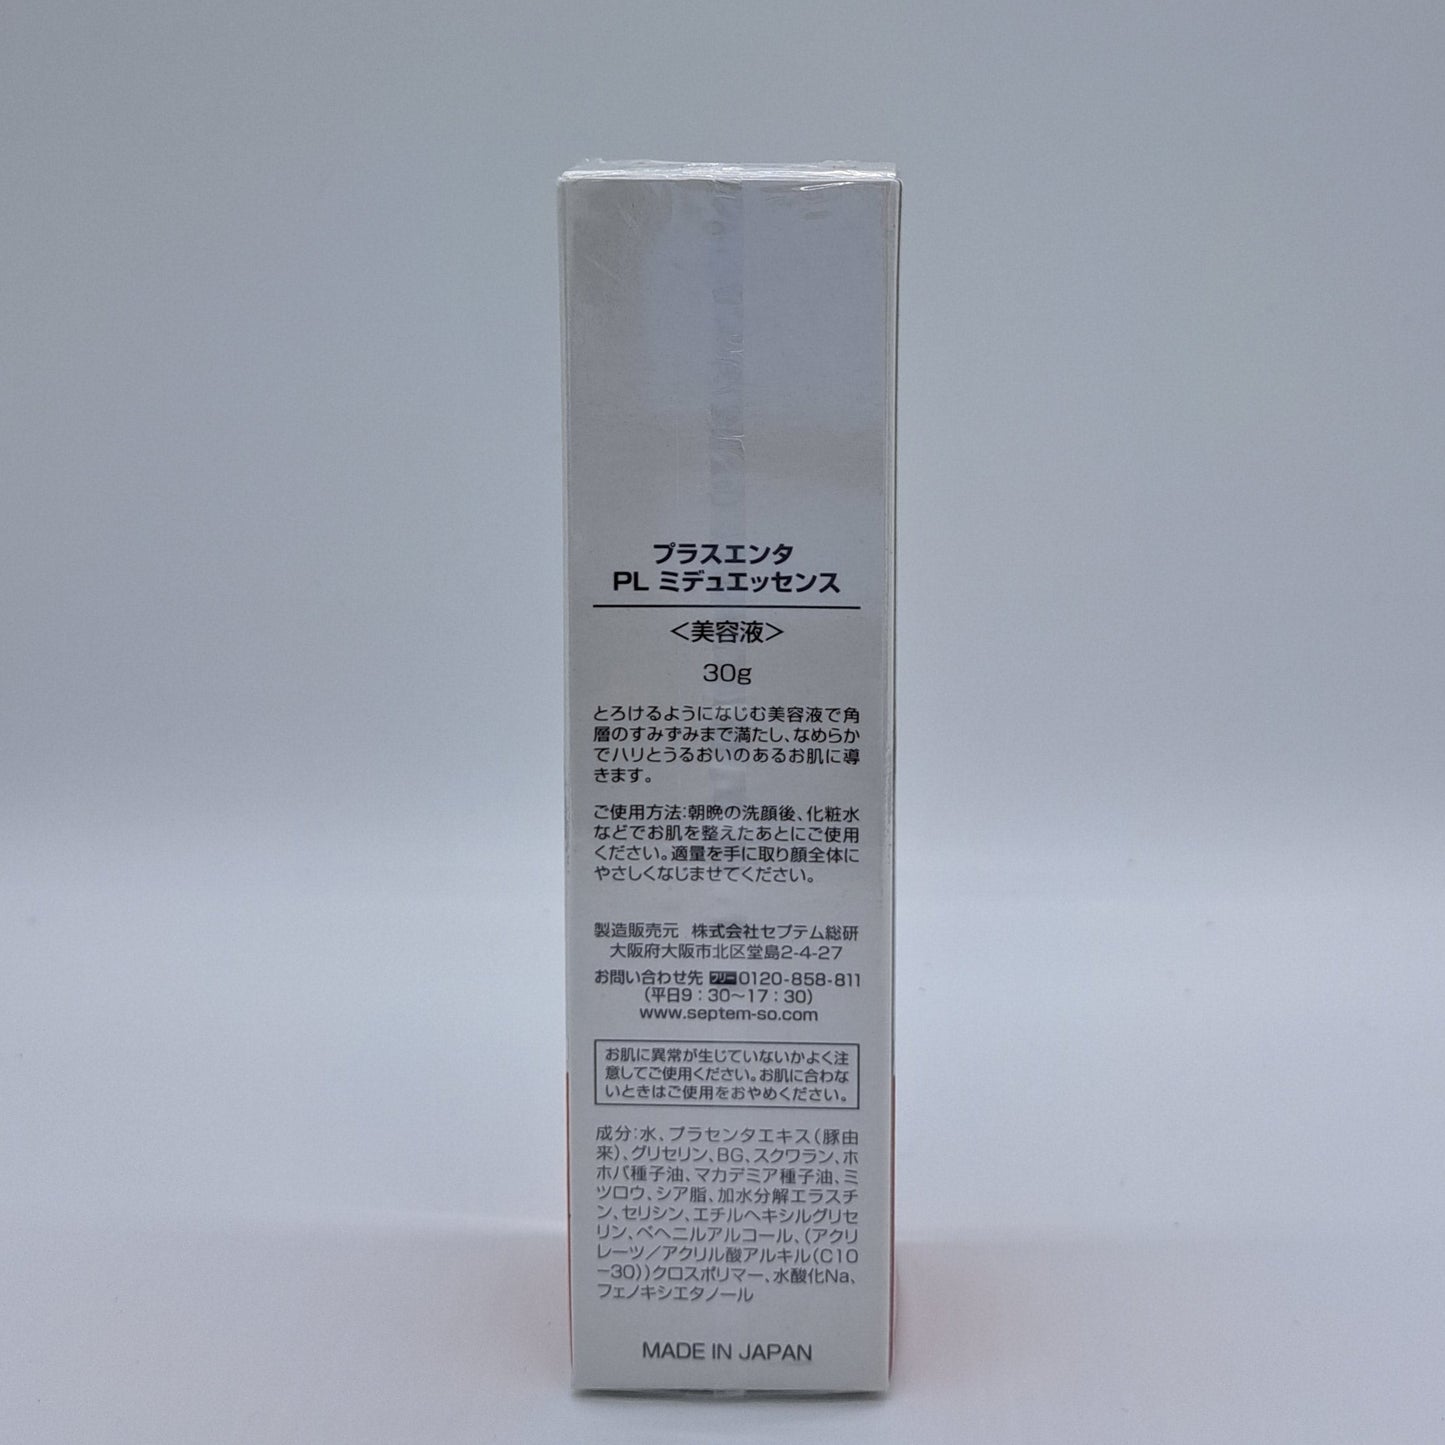 プラスエンタ
PL ミデュエッセンス
＜美容液＞
30g
とろけるようになじむ美容液で角
層のすみずみまで満たし、なめらか
でハリとうるおいのあるお肌に導
きます。
ご使用方法:朝晩の洗顔後、化粧水
などでお肌を整えたあとにご使用
ください。適量を手に取り顔全体に
やさしくなじませてください。
製造販売元　株式会社セプテム総研
大阪府大阪市北区堂島2-4-27
お問い合わせ先 フリー 0120-858-811
(平日9：30〜17：30)
www.septem-so.com
お肌に異常が生じていないかよく注
意してご使用ください。お肌に合わな
いときはご使用をおやめください。
成分:水、プラセンタエキス(豚由
来)、グリセリン、BG、スクワラン、ホ
ホバ種子油、マカデミア種子油、ミ
ツロウ、シア脂、加水分解エラスチ
ン、セリシン、エチルヘキシルグリセ
リン、ベヘニルアルコール、(アクリ
レーツ／アクリル酸アルキル(C10
-30))クロスポリマー、水酸化Na、
フェノキシエタノール
MADE IN JAPAN